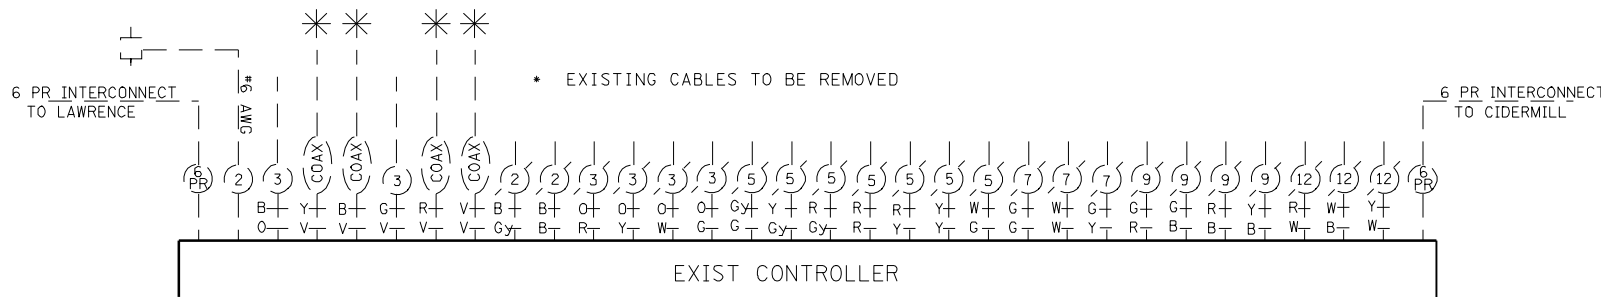 * EXISTING CABLES TO BE REMOVED
#6 AWG
6 PR INTERCONNECT
TO LAWRENCE
6 PR INTERCONNECT
TO CIDERMILL
6 PR 2 3 COAX COAX 3 COAX COAX 2 2 3 3 3 3 5 5 5 5 5 5 5 7 7 7 9 9 9 9 12 12 12 6 PR
B Y B G R V B B O O O O Gy Y R R R Y W G W G G G R Y R W Y
O V V V V V Gy B R Y W G G Gy Gy R Y Y G G W Y R B B B W B W
EXIST CONTROLLER